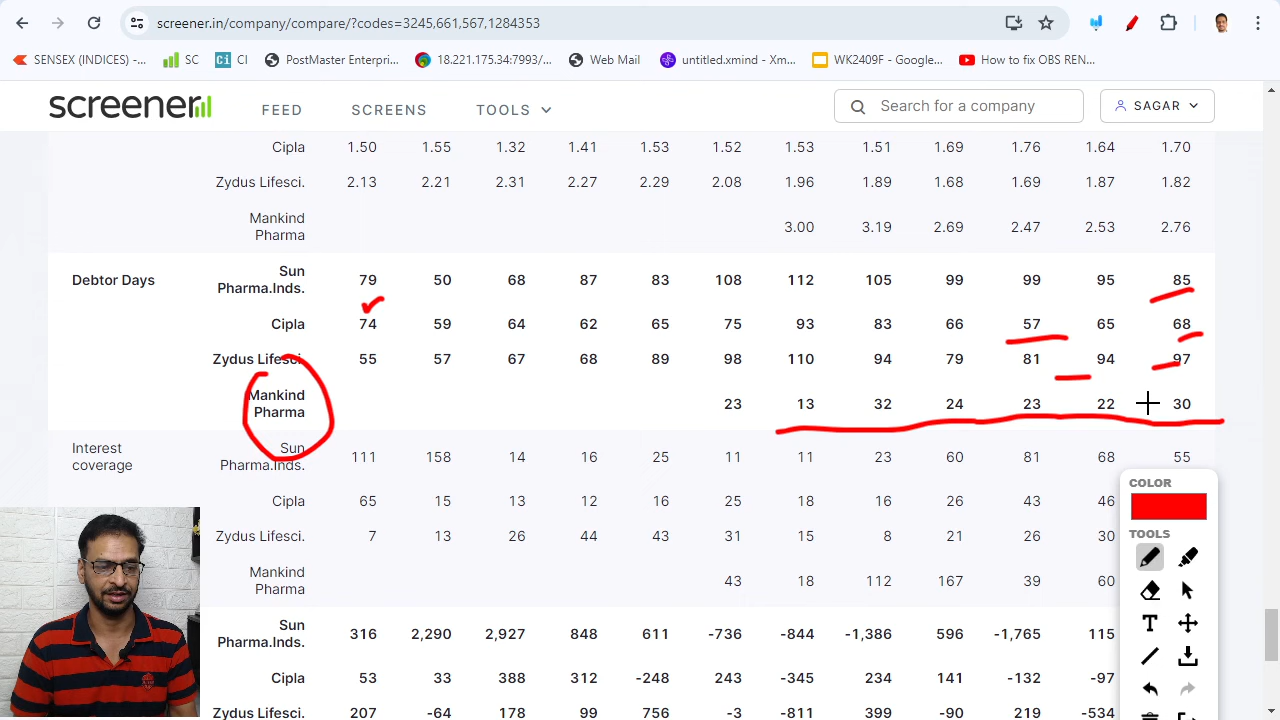 screener.in/company/compare/?codes=3245,661,567,1284353
SENSEX (INDICES) -... SC CI CI PostMaster Enterpri... 18.221.175.34:7993/... Web Mail untitled.xmind - Xm... WK2409F - Google... How to fix OBS REN...
screener FEED SCREENS TOOLS Search for a company SAGAR
Cipla 1.50 1.55 1.32 1.41 1.53 1.52 1.53 1.51 1.69 1.76 1.64 1.70
Zydus Lifesci. 2.13 2.21 2.31 2.27 2.29 2.08 1.96 1.89 1.68 1.69 1.87 1.82
Mankind
Pharma 3.00 3.19 2.69 2.47 2.53 2.76
Debtor Days Sun
Pharma.Inds. 79 50 68 87 83 108 112 105 99 99 95 85
Cipla 74 59 64 62 65 75 93 83 66 57 65 68
Zydus Lifesci. 55 57 67 68 89 98 110 94 79 81 94 97
Mankind
Pharma 23 13 32 24 23 22 30
Interest
coverage Sun
Pharma.Inds. 111 158 14 16 25 11 11 23 60 81 68 55
Cipla 65 15 13 12 16 25 18 16 26 43 46
Zydus Lifesci. 7 13 26 44 43 31 15 8 21 26 30
Mankind
Pharma 43 18 112 167 39 60
Sun
Pharma.Inds. 316 2,290 2,927 848 611 -736 -844 -1,386 596 -1,765 115
Cipla 53 33 388 312 -248 243 -345 234 141 -132 -97
Zydus Lifesci. 207 -64 178 99 756 -3 -811 399 -90 219 -534
COLOR
TOOLS
T